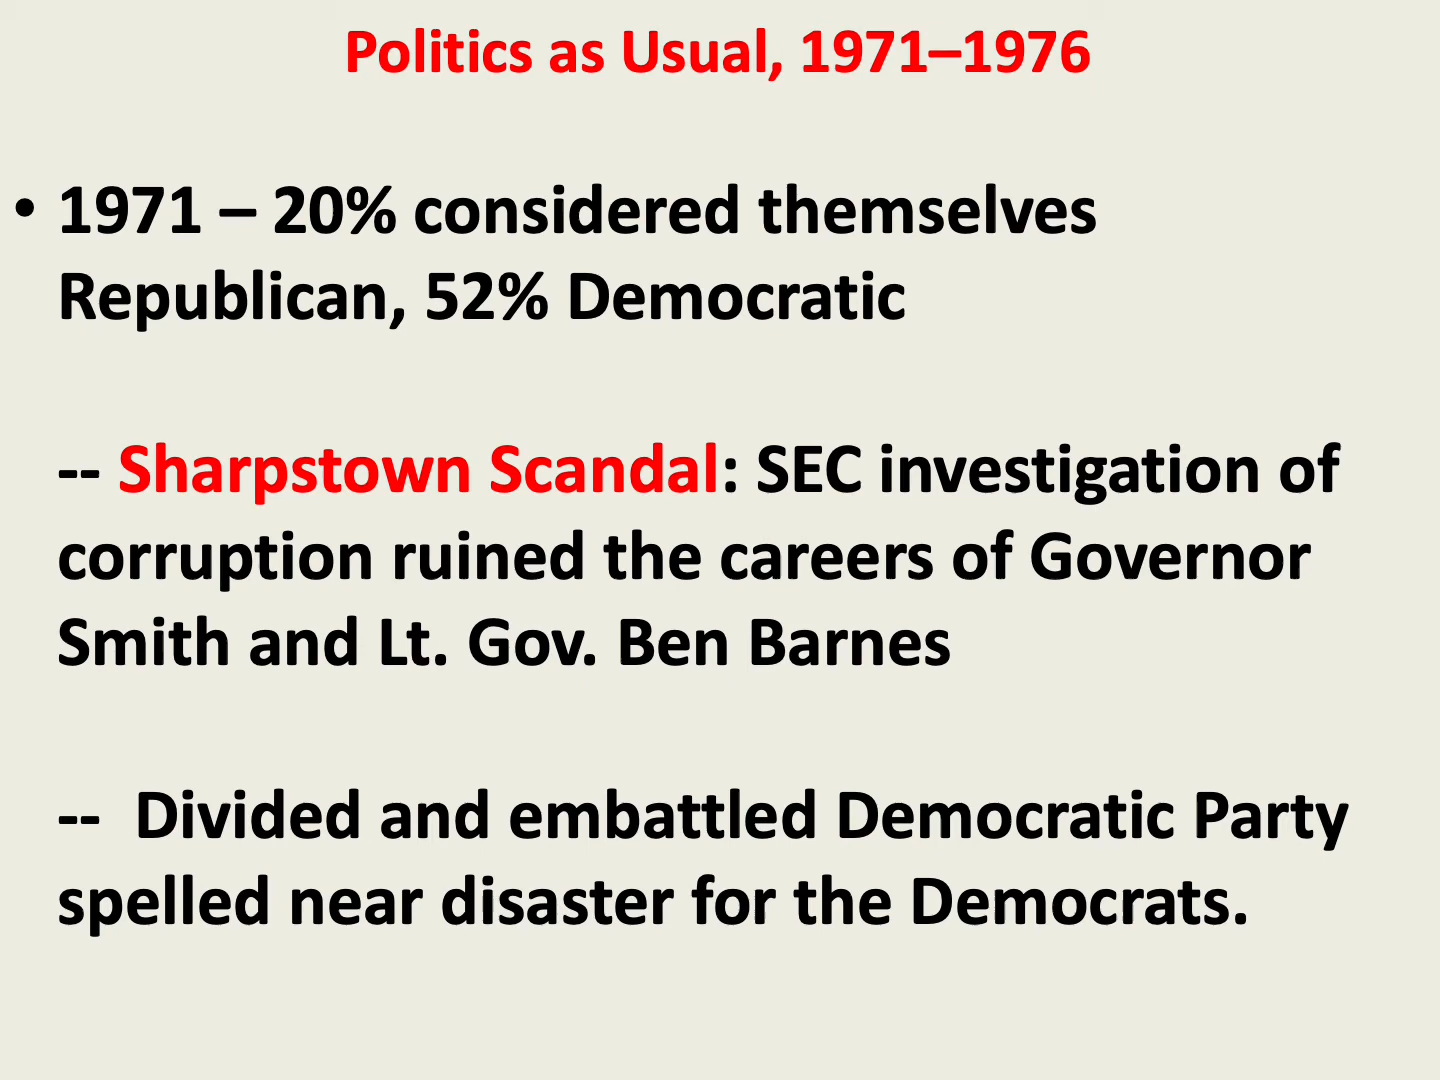 Politics as Usual, 1971–1976
• 1971 – 20% considered themselves
Republican, 52% Democratic
-- Sharpstown Scandal: SEC investigation of
corruption ruined the careers of Governor
Smith and Lt. Gov. Ben Barnes
-- Divided and embattled Democratic Party
spelled near disaster for the Democrats.